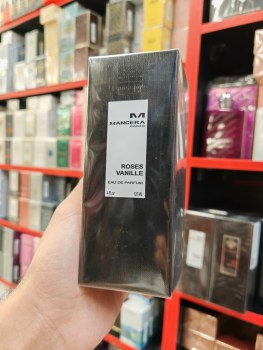 M
MANCERA
PARIS
ROSES
VANILLE
EAU DE PARFUM